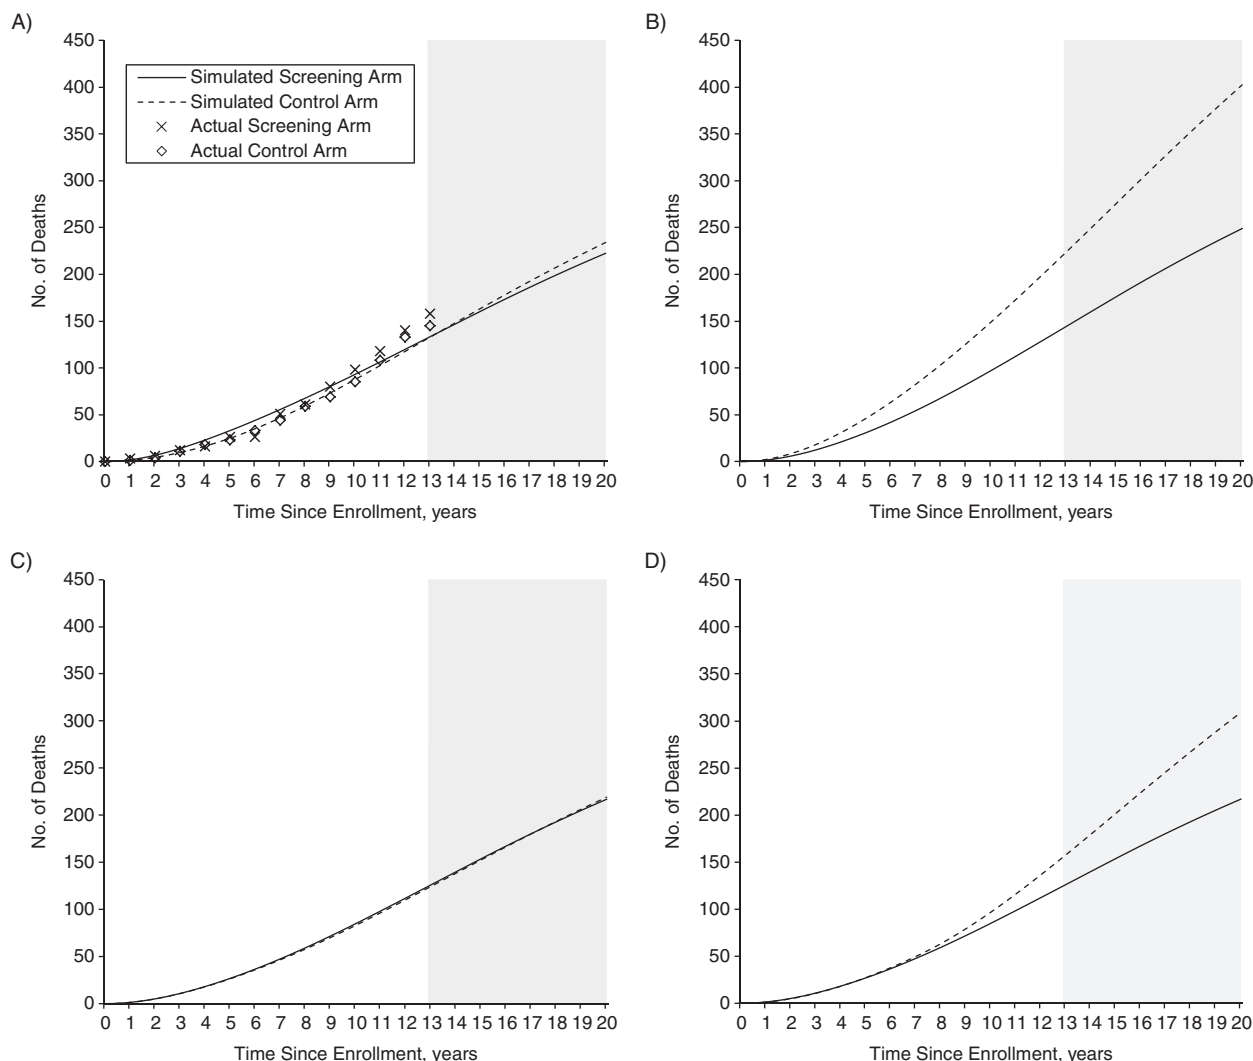 A)
450
400
350
300
250
200
150
100
50
0
No. of Deaths
Simulated Screening Arm
Simulated Control Arm
Actual Screening Arm
Actual Control Arm
0 1 2 3 4 5 6 7 8 9 10 11 12 13 14 15 16 17 18 19 20
Time Since Enrollment, years
B)
450
400
350
300
250
200
150
100
50
0
No. of Deaths
0 1 2 3 4 5 6 7 8 9 10 11 12 13 14 15 16 17 18 19 20
Time Since Enrollment, years
C)
450
400
350
300
250
200
150
100
50
0
No. of Deaths
0 1 2 3 4 5 6 7 8 9 10 11 12 13 14 15 16 17 18 19 20
Time Since Enrollment, years
D)
450
400
350
300
250
200
150
100
50
0
No. of Deaths
0 1 2 3 4 5 6 7 8 9 10 11 12 13 14 15 16 17 18 19 20
Time Since Enrollment, years